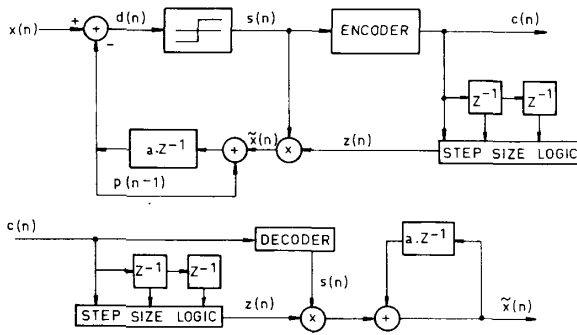 x(n) + - + d(n) s(n) ENCODER c(n)
Z⁻¹ Z⁻¹
a.Z⁻¹ + x̃(n) x z(n) STEP SIZE LOGIC
p(n-1)
c(n)
DECODER
Z⁻¹ Z⁻¹ s(n) a.Z⁻¹
STEP SIZE LOGIC z(n) x + x̃(n)